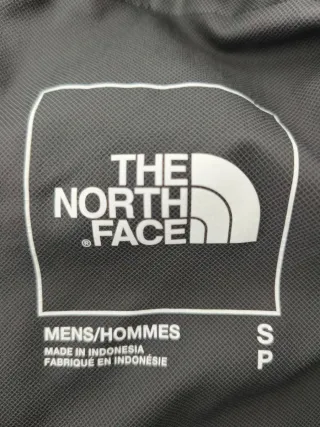 THE
NORTH
® FACE
MENS/HOMMES S
MADE IN INDONESIA P
FABRIQUÉ EN INDONÉSIE